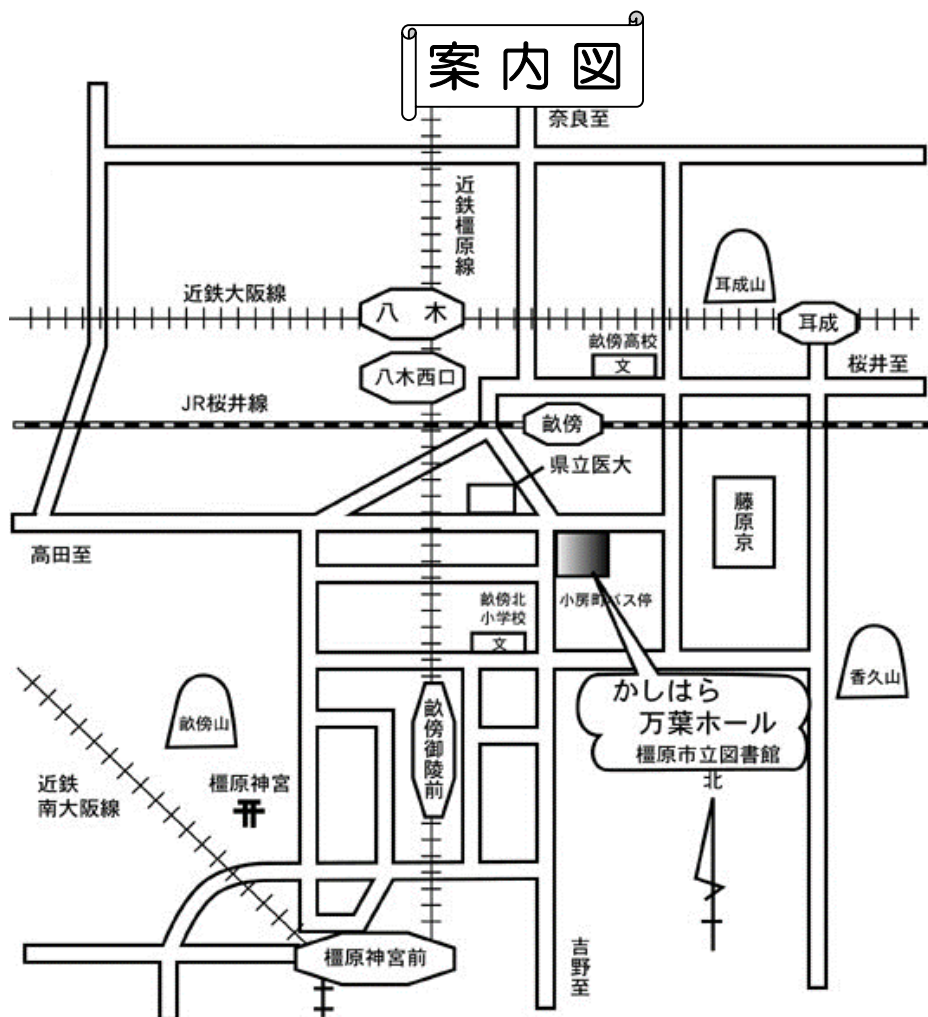 案内図
奈良至
近鉄橿原線
耳成山
近鉄大阪線
八木
耳成
畝傍高校
文
桜井至
八木西口
JR桜井線
畝傍
県立医大
藤原京
高田至
畝傍北
小学校
文
小房町バス停
香久山
かしはら
万葉ホール
橿原市立図書館
畝傍山
畝傍御陵前
近鉄
南大阪線
橿原神宮
北
橿原神宮前
吉野至